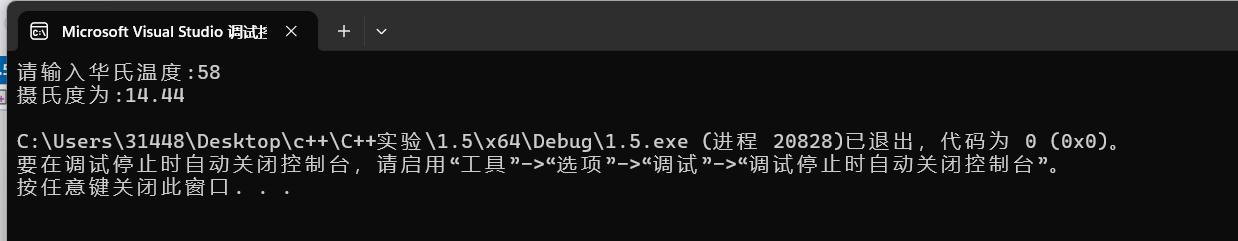 Microsoft Visual Studio 调试
请输入华氏温度:58
摄氏度为:14.44
C:\Users\31448\Desktop\c++\C++实验\1.5\x64\Debug\1.5.exe (进程 20828)已退出，代码为 0 (0x0)。
要在调试停止时自动关闭控制台，请启用“工具”->“选项”->“调试”->“调试停止时自动关闭控制台”。
按任意键关闭此窗口. . .